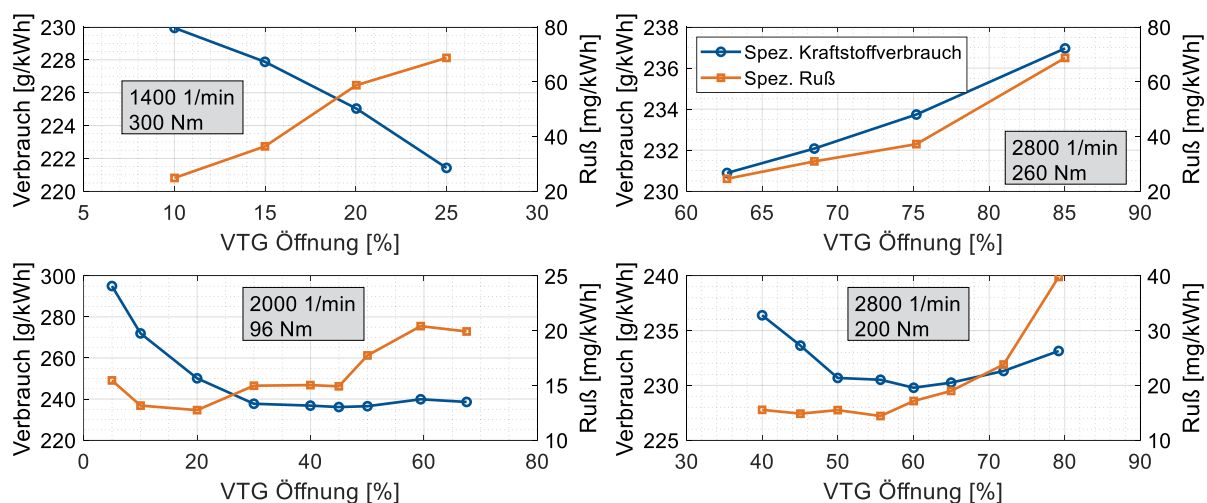 230
228
226
224
222
220
Verbrauch [g/kWh]
1400 1/min
300 Nm
80
60
40
20
Ruß [mg/kWh]
5 10 15 20 25 30
VTG Öffnung [%]
238
236
234
232
230
Verbrauch [g/kWh]
Spez. Kraftstoffverbrauch
Spez. Ruß
2800 1/min
260 Nm
80
60
40
20
Ruß [mg/kWh]
60 65 70 75 80 85 90
VTG Öffnung [%]
300
280
260
240
220
Verbrauch [g/kWh]
2000 1/min
96 Nm
25
20
15
10
Ruß [mg/kWh]
0 20 40 60 80
VTG Öffnung [%]
240
235
230
225
Verbrauch [g/kWh]
2800 1/min
200 Nm
40
30
20
10
Ruß [mg/kWh]
30 40 50 60 70 80 90
VTG Öffnung [%]